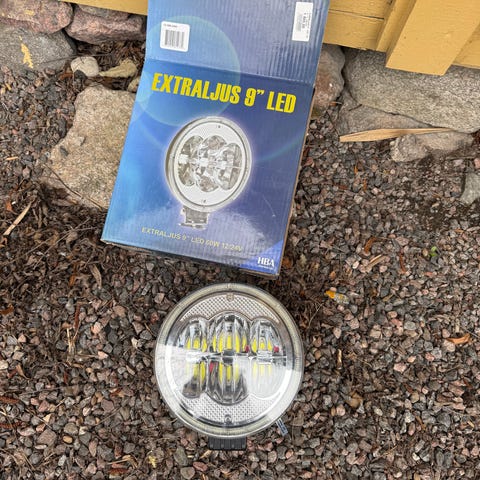 EXTRALJUS 9" LED
EXTRALJUS 9" LED 60W 12/24V
HBA